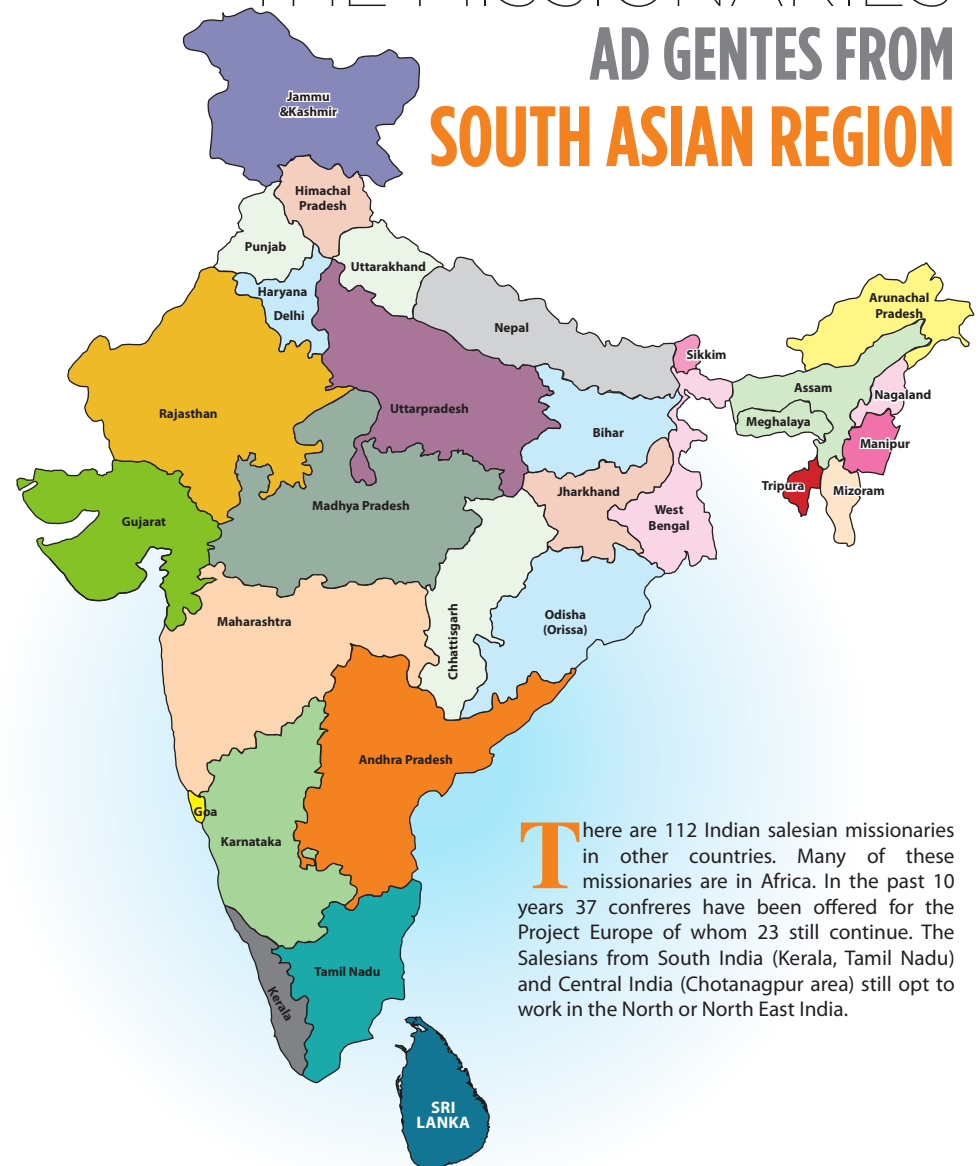 THE MISSIONARIES
AD GENTES FROM
SOUTH ASIAN REGION
Jammu
&Kashmir
Himachal
Pradesh
Punjab
Uttarakhand
Haryana
Delhi
Arunachal
Pradesh
Nepal
Sikkim
Assam
Nagaland
Rajasthan
Uttarpradesh
Meghalaya
Bihar
Manipur
Tripura
Mizoram
Jharkhand
Madhya Pradesh
West
Bengal
Gujarat
Maharashtra
Odisha
(Orissa)
Chhattisgarh
Andhra Pradesh
Goa
Karnataka
There are 112 Indian salesian missionaries
in other countries. Many of these
missionaries are in Africa. In the past 10
years 37 confreres have been offered for the
Project Europe of whom 23 still continue. The
Salesians from South India (Kerala, Tamil Nadu)
and Central India (Chotanagpur area) still opt to
work in the North or North East India.
Tamil Nadu
Kerala
SRI
LANKA